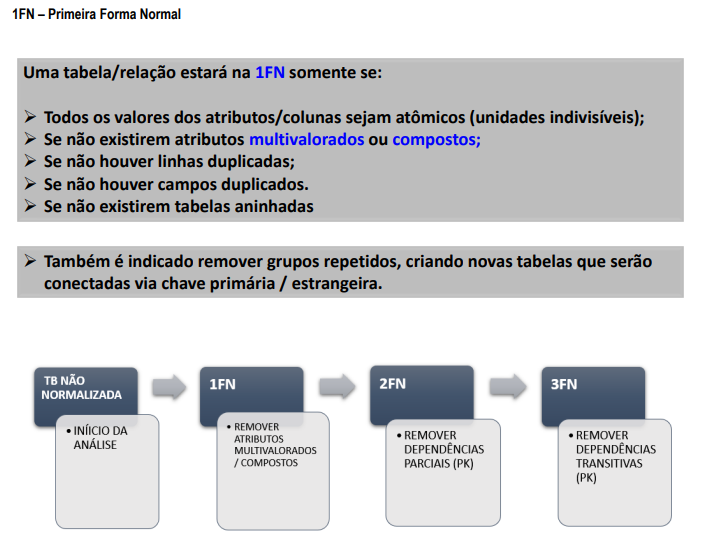 1FN – Primeira Forma Normal
Uma tabela/relação estará na 1FN somente se:
➢ Todos os valores dos atributos/colunas sejam atômicos (unidades indivisíveis);
➢ Se não existirem atributos multivalorados ou compostos;
➢ Se não houver linhas duplicadas;
➢ Se não houver campos duplicados.
➢ Se não existirem tabelas aninhadas
➢ Também é indicado remover grupos repetidos, criando novas tabelas que serão
conectadas via chave primária / estrangeira.
TB NÃO
NORMALIZADA
• INÍICIO DA
ANÁLISE
1FN
• REMOVER
ATRIBUTOS
MULTIVALORADOS
/ COMPOSTOS
2FN
• REMOVER
DEPENDÊNCIAS
PARCIAIS (PK)
3FN
• REMOVER
DEPENDÊNCIAS
TRANSITIVAS
(PK)